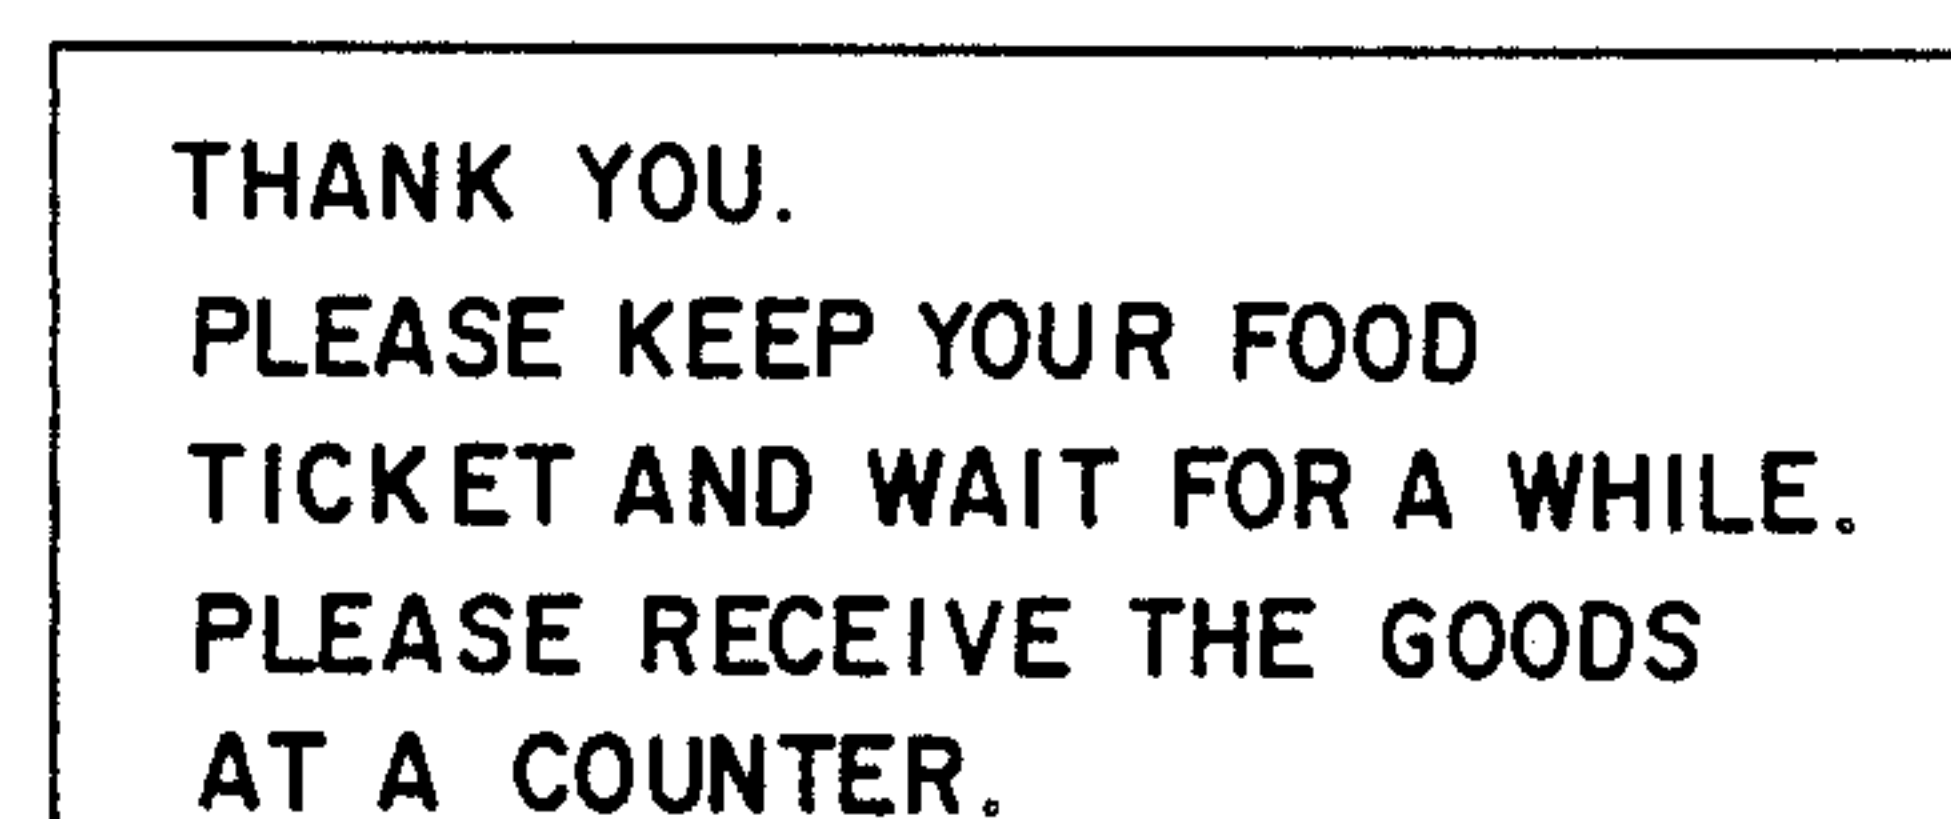 THANK YOU.
PLEASE KEEP YOUR FOOD
TICKET AND WAIT FOR A WHILE.
PLEASE RECEIVE THE GOODS
AT A COUNTER.